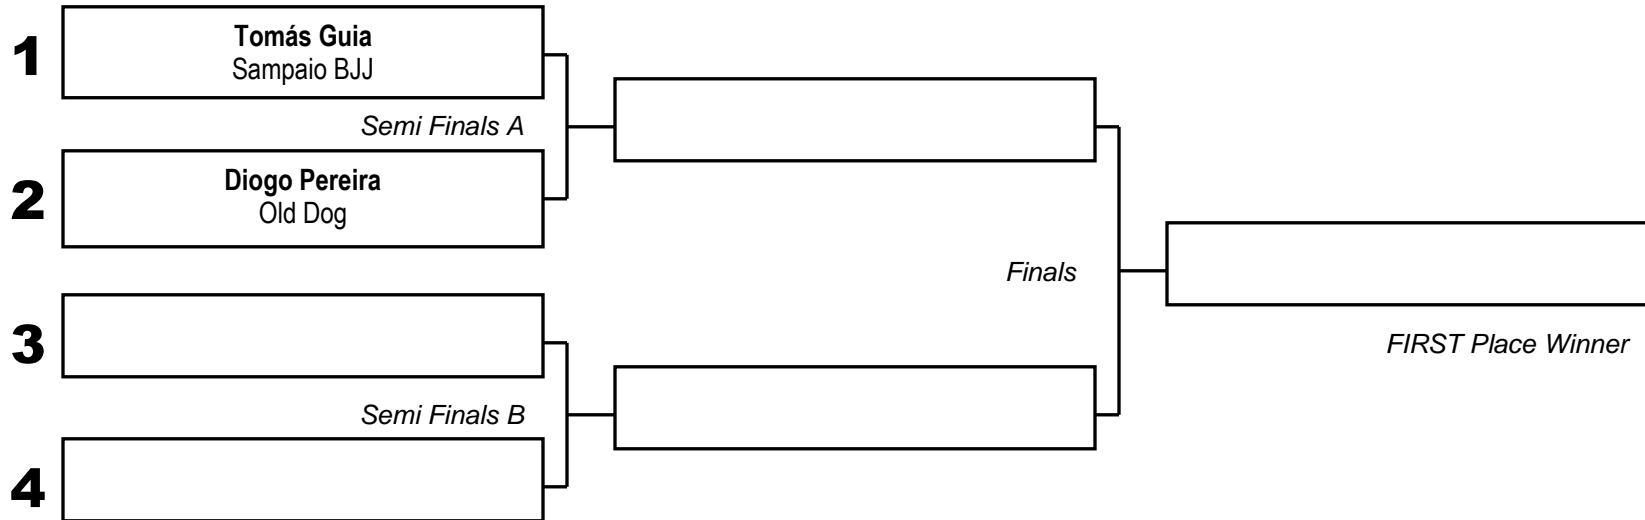 1
Tomás Guia
Sampaio BJJ
Semi Finals A
2
Diogo Pereira
Old Dog
Finals
3
FIRST Place Winner
Semi Finals B
4